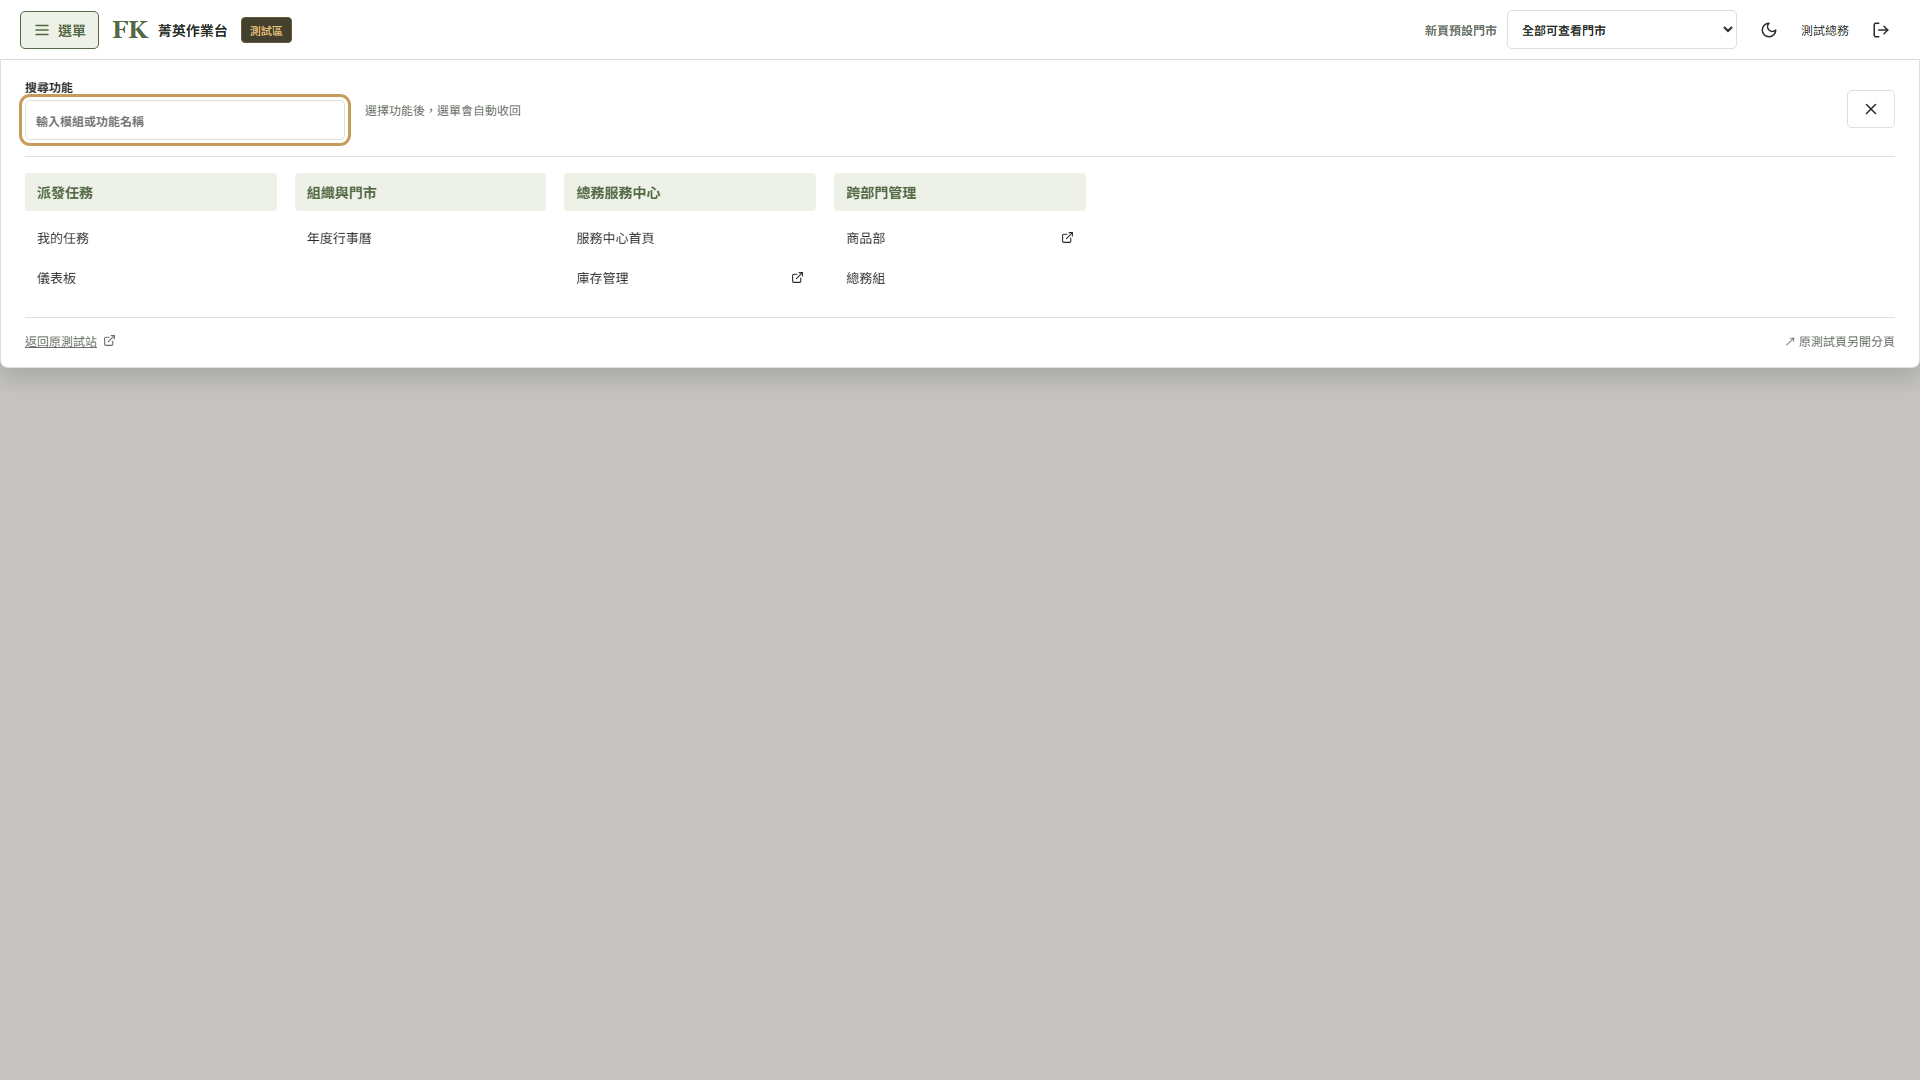 選單
FK 菁英作業台
測試區
新頁預設門市
全部可查看門市
測試總務
搜尋功能
輸入模組或功能名稱
選擇功能後，選單會自動收回
派發任務
我的任務
儀表板
組織與門市
年度行事曆
總務服務中心
服務中心首頁
庫存管理
跨部門管理
商品部
總務組
返回原測試站
↗ 原測試頁另開分頁